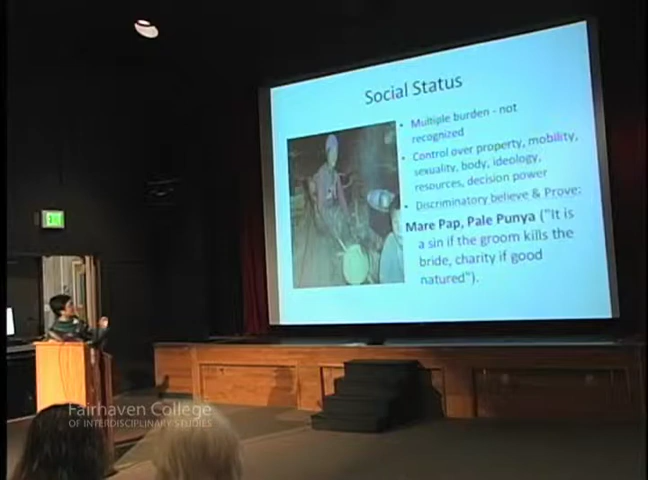 Social Status
• Multiple burden - not
recognized
• Control over property, mobility,
sexuality, body, ideology,
resources, decision power
• Discriminatory believe & Prove:
Mare Pap, Pale Punya ("It is
a sin if the groom kills the
bride, charity if good
natured").
Fairhaven College
OF INTERDISCIPLINARY STUDIES